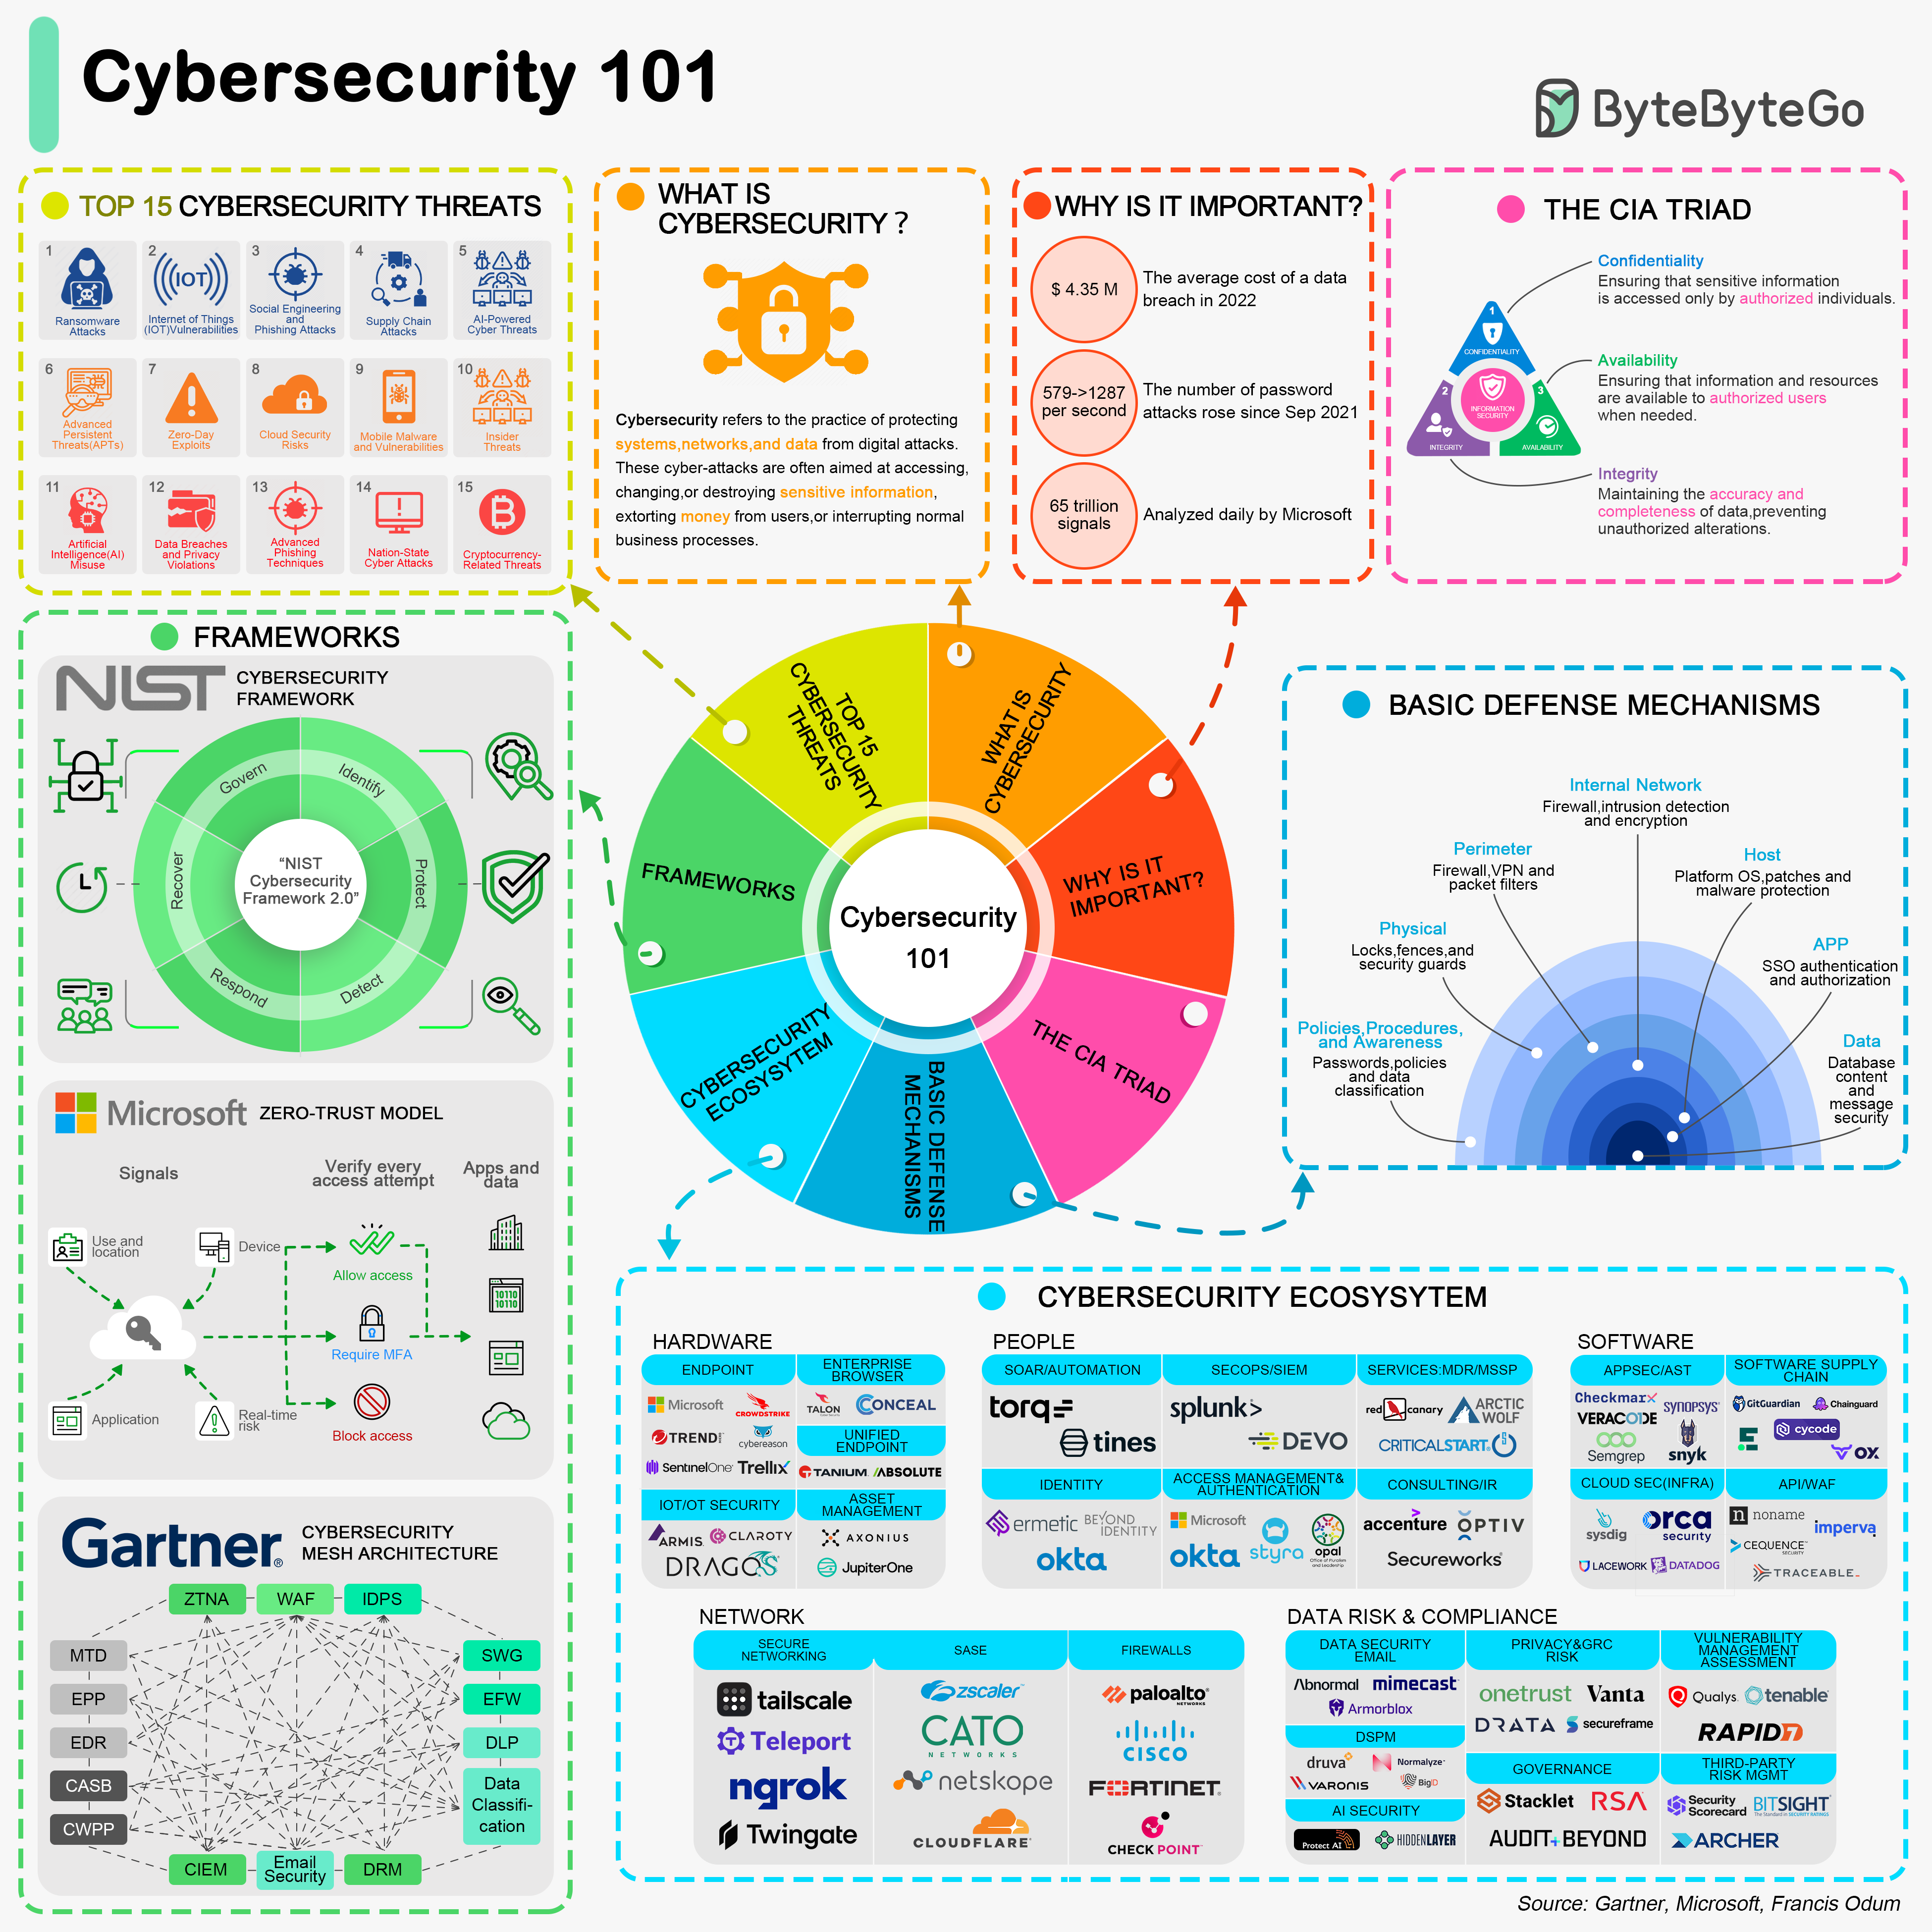 Cybersecurity 101
ByteByteGo
TOP 15 CYBERSECURITY THREATS
1
Ransomware
Attacks
2
IOT
Internet of Things
(IOT)Vulnerabilities
3
Social Engineering
and
Phishing Attacks
4
Supply Chain
Attacks
5
AI-Powered
Cyber Threats
6
Advanced
Persistent
Threats(APTs)
7
Zero-Day
Exploits
8
Cloud Security
Risks
9
Mobile Malware
and Vulnerabilities
10
Insider
Threats
11
Artificial
Intelligence(AI)
Misuse
12
Data Breaches
and Privacy
Violations
13
Advanced
Phishing
Techniques
14
Nation-State
Cyber Attacks
15
Cryptocurrency-
Related Threats
WHAT IS
CYBERSECURITY ?
Cybersecurity refers to the practice of protecting
systems,networks,and data from digital attacks.
These cyber-attacks are often aimed at accessing,
changing,or destroying sensitive information,
extorting money from users,or interrupting normal
business processes.
WHY IS IT IMPORTANT?
$ 4.35 M
The average cost of a data
breach in 2022
579->1287
per second
The number of password
attacks rose since Sep 2021
65 trillion
signals
Analyzed daily by Microsoft
THE CIA TRIAD
Confidentiality
Ensuring that sensitive information
is accessed only by authorized individuals.
Availability
Ensuring that information and resources
are available to authorized users
when needed.
Integrity
Maintaining the accuracy and
completeness of data,preventing
unauthorized alterations.
1
CONFIDENTIALITY
2
INTEGRITY
3
AVAILABILITY
INFORMATION
SECURITY
FRAMEWORKS
NIST
CYBERSECURITY
FRAMEWORK
Govern
Identify
Protect
Detect
Respond
Recover
“NIST
Cybersecurity
Framework 2.0”
Microsoft
ZERO-TRUST MODEL
Signals
Verify every
access attempt
Apps and
data
Use and
location
Device
Application
Real-time
risk
Allow access
Require MFA
Block access
10110
10110
Gartner®
CYBERSECURITY
MESH ARCHITECTURE
ZTNA
WAF
IDPS
MTD
EPP
EDR
CASB
CWPP
SWG
EFW
DLP
Data
Classifi-
cation
CIEM
Email
Security
DRM
Cybersecurity
101
TOP 15
CYBERSECURITY
THREATS
WHAT IS
CYBERSECURITY
WHY IS IT
IMPORTANT?
THE CIA TRIAD
BASIC DEFENSE
MECHANISMS
CYBERSECURITY
ECOSYSYTEM
FRAMEWORKS
BASIC DEFENSE MECHANISMS
Internal Network
Firewall,intrusion detection
and encryption
Perimeter
Firewall,VPN and
packet filters
Host
Platform OS,patches and
malware protection
Physical
Locks,fences,and
security guards
APP
SSO authentication
and authorization
Policies,Procedures,
and Awareness
Passwords,policies
and data
classification
Data
Database
content
and
message
security
CYBERSECURITY ECOSYSYTEM
HARDWARE
ENDPOINT
Microsoft
CROWDSTRIKE
TREND
cybereason
SentinelOne
Trellix
ENTERPRISE
BROWSER
TALON
CONCEAL
UNIFIED
ENDPOINT
TANIUM
ABSOLUTE
IOT/OT SECURITY
ARMIS
CLAROTY
DRAGOS
ASSET
MANAGEMENT
AXONIUS
JupiterOne
PEOPLE
SOAR/AUTOMATION
torq
tines
SECOPS/SIEM
splunk>
DEVO
SERVICES:MDR/MSSP
red canary
ARCTIC
WOLF
CRITICALSTART
IDENTITY
ermetic
BEYOND
IDENTITY
okta
ACCESS MANAGEMENT&
AUTHENTICATION
Microsoft
okta
styra
opal
CONSULTING/IR
accenture
OPTIV
Secureworks
SOFTWARE
APPSEC/AST
Checkmarx
SYNOPSYS
VERACODE
Semgrep
snyk
SOFTWARE SUPPLY
CHAIN
GitGuardian
Chainguard
cycode
OX
CLOUD SEC(INFRA)
sysdig
orca
security
LACEWORK
DATADOG
API/WAF
noname
imperva
CEQUENCE
SECURITY
TRACEABLE
NETWORK
SECURE
NETWORKING
tailscale
Teleport
ngrok
Twingate
SASE
zscaler
CATO
NETWORKS
netskope
CLOUDFLARE
FIREWALLS
paloalto
NETWORKS
CISCO
FORTINET
CHECK POINT
DATA RISK & COMPLIANCE
DATA SECURITY
EMAIL
Abnormal
mimecast
Armorblox
DSPM
druva
Normalyze
VARONIS
BigID
AI SECURITY
Protect AI
HIDDENLAYER
PRIVACY&GRC
RISK
onetrust
Vanta
DRATA
secureframe
GOVERNANCE
Stacklet
RSA
AUDIT+BEYOND
VULNERABILITY
MANAGEMENT
ASSESSMENT
Qualys
tenable
RAPID7
THIRD-PARTY
RISK MGMT
Security
Scorecard
BITSIGHT
ARCHER
Source: Gartner, Microsoft, Francis Odum